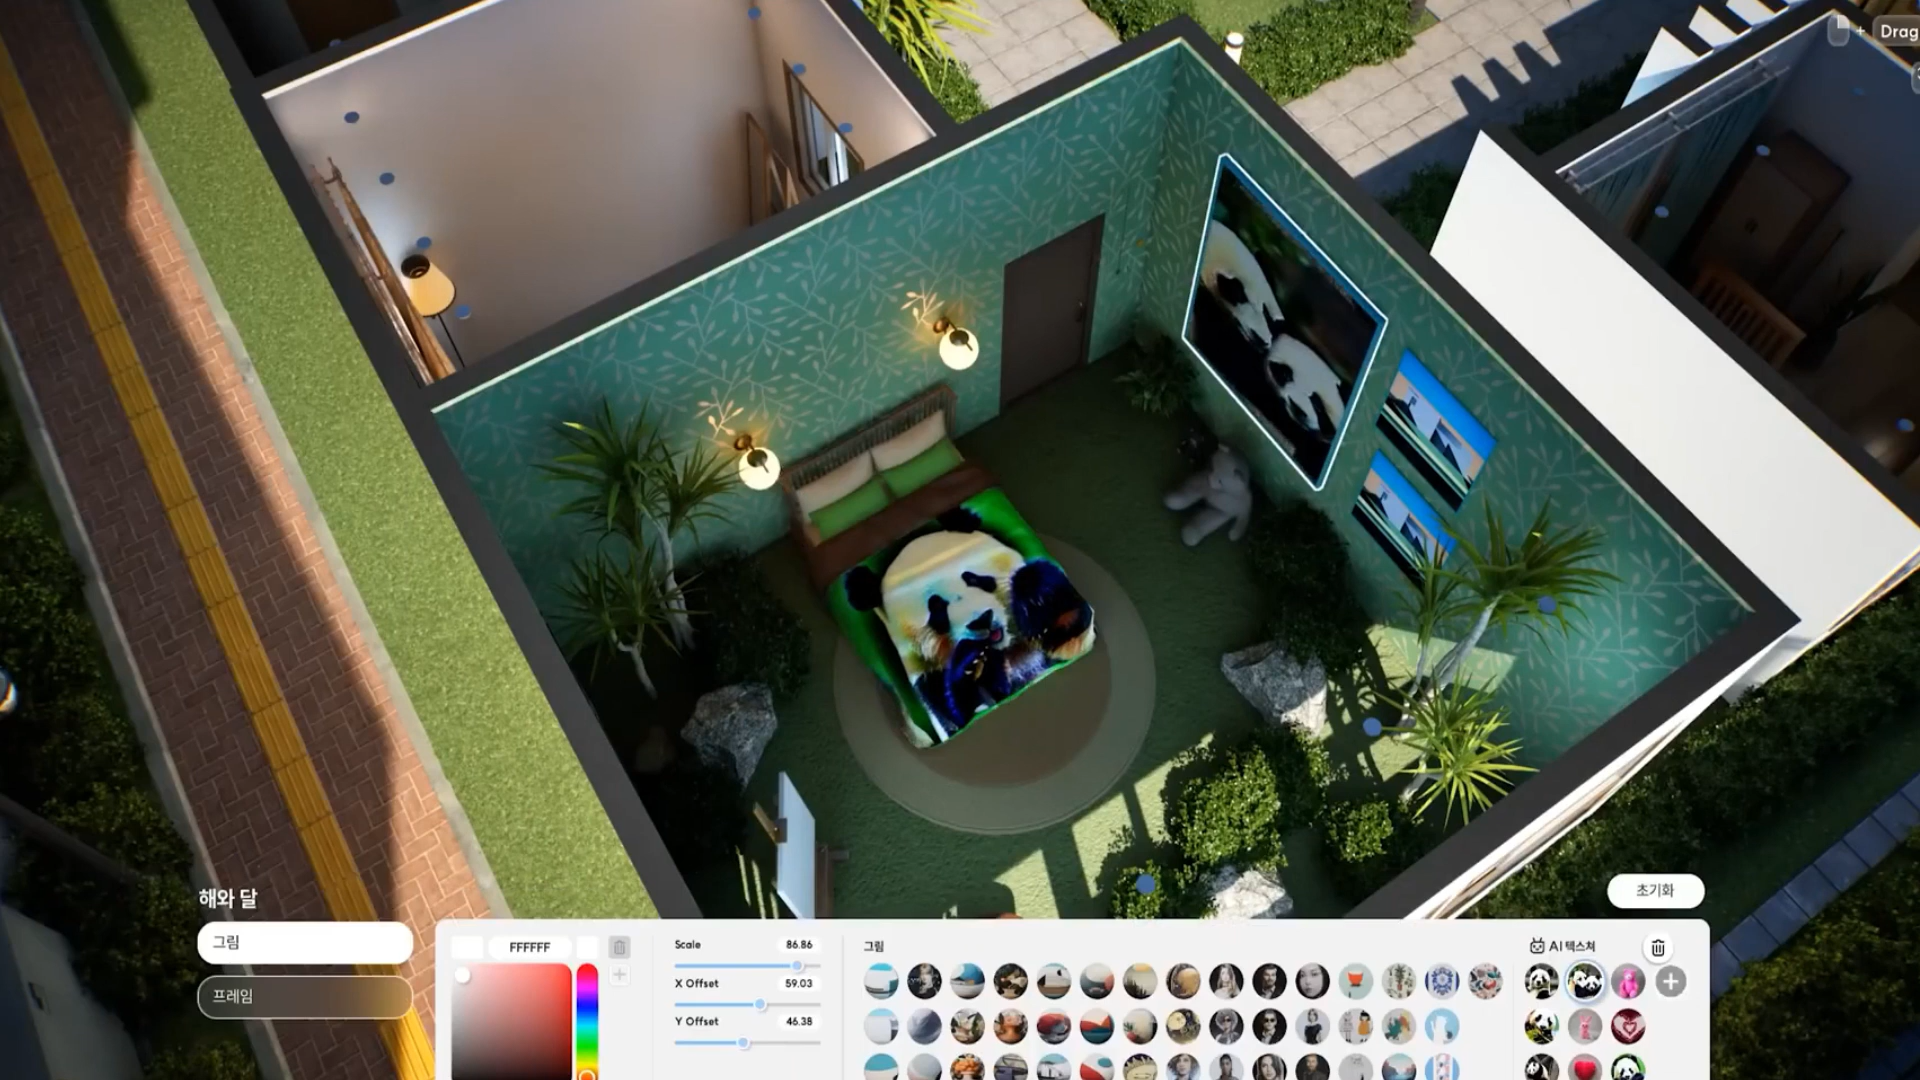 + Drag
해와 달
그림
프레임
초기화
FFFFFF
Scale
86.86
X Offset
59.03
Y Offset
46.38
그림
AI 텍스쳐